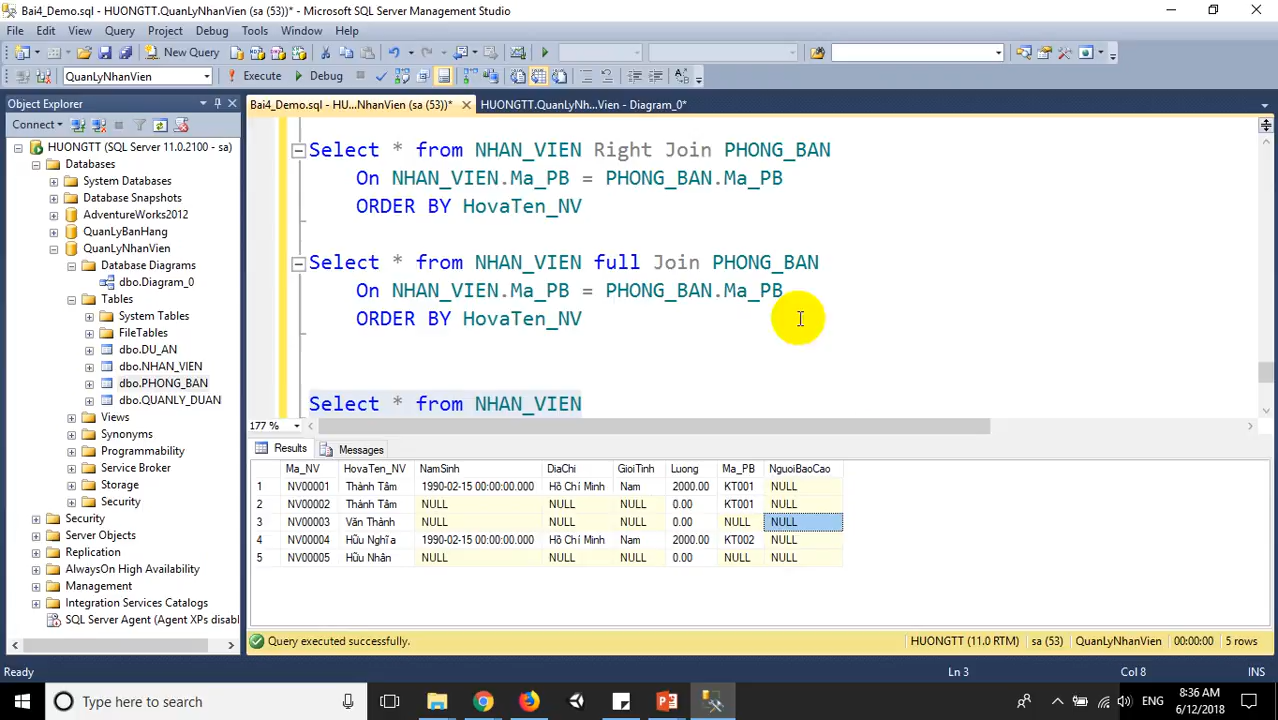 Bai4_Demo.sql - HUONGTT.QuanLyNhanVien (sa (53))* - Microsoft SQL Server Management Studio
File Edit View Query Project Debug Tools Window Help
New Query
QuanLyNhanVien Execute Debug
Object Explorer
Bai4_Demo.sql - HU...NhanVien (sa (53))* HUONGTT.QuanLyNh...Vien - Diagram_0*
Connect
HUONGTT (SQL Server 11.0.2100 - sa)
Databases
System Databases
Database Snapshots
AdventureWorks2012
QuanLyBanHang
QuanLyNhanVien
Database Diagrams
dbo.Diagram_0
Tables
System Tables
FileTables
dbo.DU_AN
dbo.NHAN_VIEN
dbo.PHONG_BAN
dbo.QUANLY_DUAN
Views
Synonyms
Programmability
Service Broker
Storage
Security
Security
Server Objects
Replication
AlwaysOn High Availability
Management
Integration Services Catalogs
SQL Server Agent (Agent XPs disabl
Select * from NHAN_VIEN Right Join PHONG_BAN
On NHAN_VIEN.Ma_PB = PHONG_BAN.Ma_PB
ORDER BY HovaTen_NV
Select * from NHAN_VIEN full Join PHONG_BAN
On NHAN_VIEN.Ma_PB = PHONG_BAN.Ma_PB
ORDER BY HovaTen_NV
Select * from NHAN_VIEN
177 %
Results Messages
Ma_NV HovaTen_NV NamSinh DiaChi GioiTinh Luong Ma_PB NguoiBaoCao
1 NV00001 Thành Tâm 1990-02-15 00:00:00.000 Hồ Chí Minh Nam 2000.00 KT001 NULL
2 NV00002 Thành Tâm NULL NULL NULL 0.00 KT001 NULL
3 NV00003 Văn Thành NULL NULL NULL 0.00 NULL NULL
4 NV00004 Hữu Nghĩa 1990-02-15 00:00:00.000 Hồ Chí Minh Nam 2000.00 KT002 NULL
5 NV00005 Hữu Nhân NULL NULL NULL 0.00 NULL NULL
Query executed successfully. HUONGTT (11.0 RTM) sa (53) QuanLyNhanVien 00:00:00 5 rows
Ready Ln 3 Col 8 INS
Type here to search
ENG
8:36 AM
6/12/2018